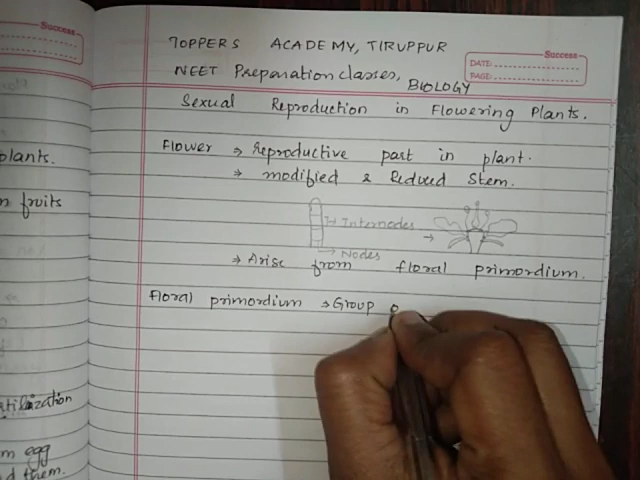 Success
TOPPERS ACADEMY, TIRUPPUR
Success
DATE:
PAGE:
NEET Preparation classes, BIOLOGY
Sexual Reproduction in Flowering Plants.
Flower → Reproductive part in plant.
→ modified & Reduced Stem.
→ Internodes →
→ Nodes
→ Arise from floral primordium.
Floral primordium → Group o
plants.
fruits
egg
them.